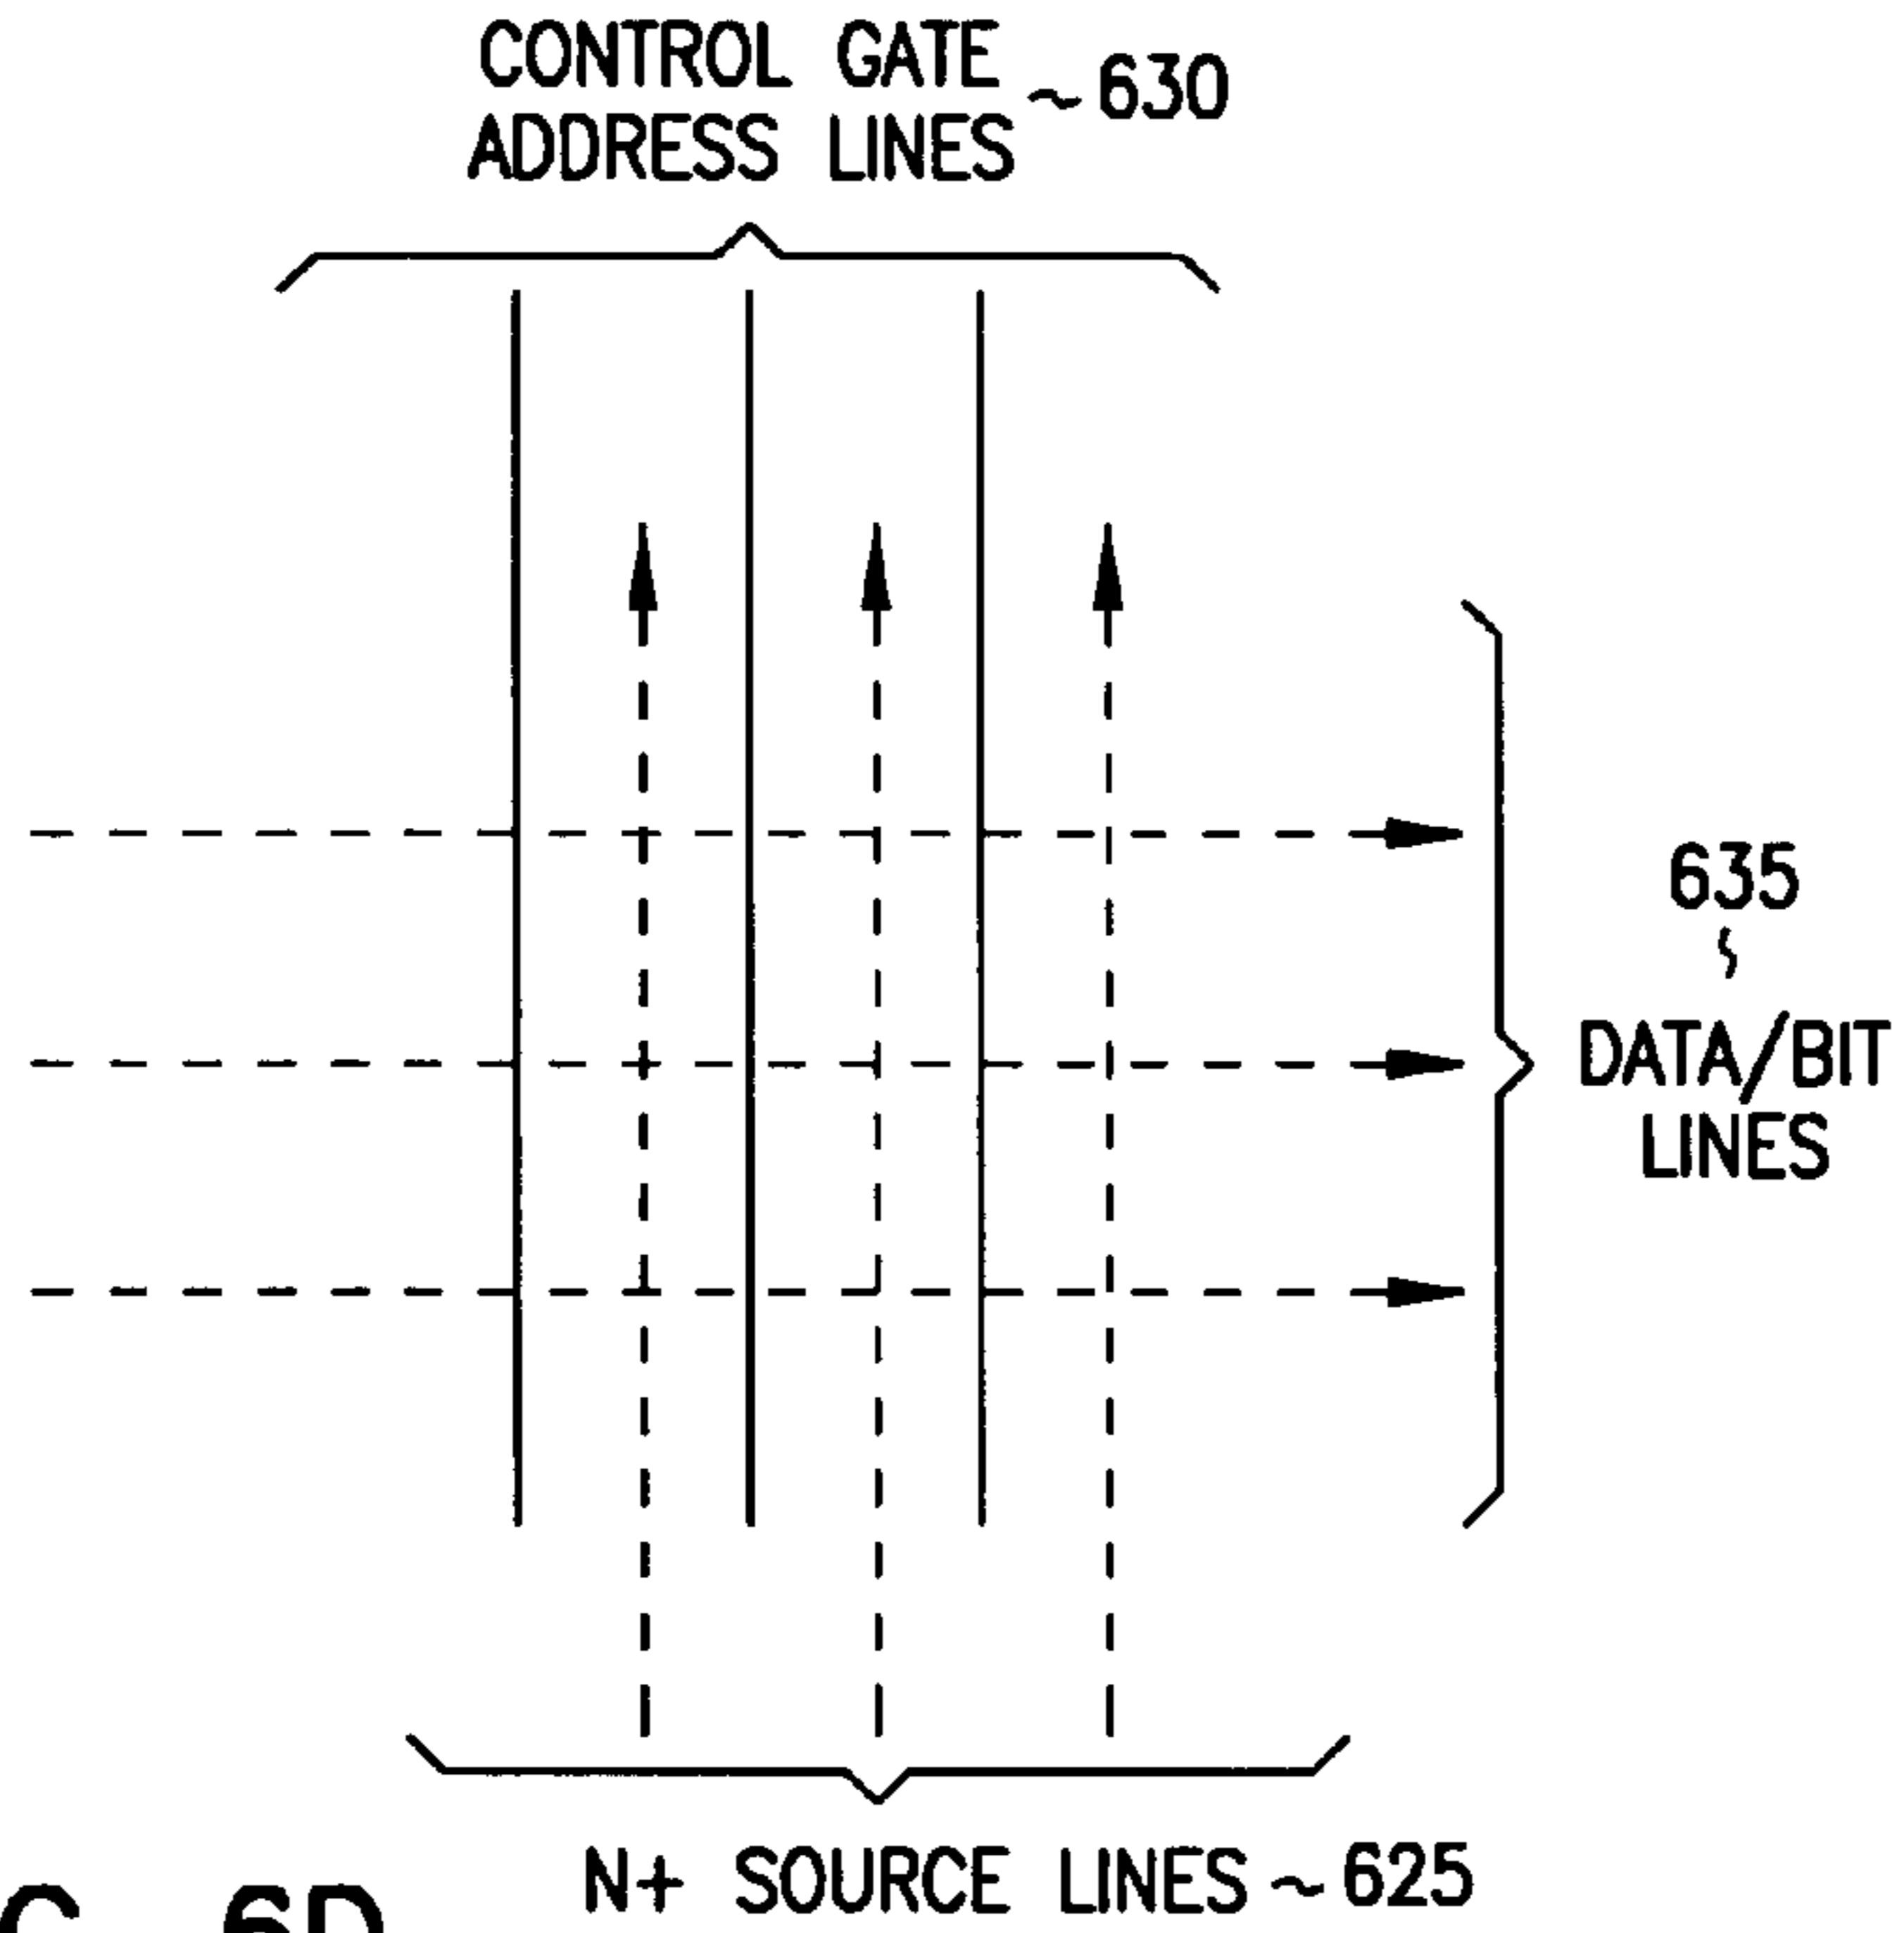 CONTROL GATE
ADDRESS LINES ~630
635
DATA/BIT
LINES
N+ SOURCE LINES ~625